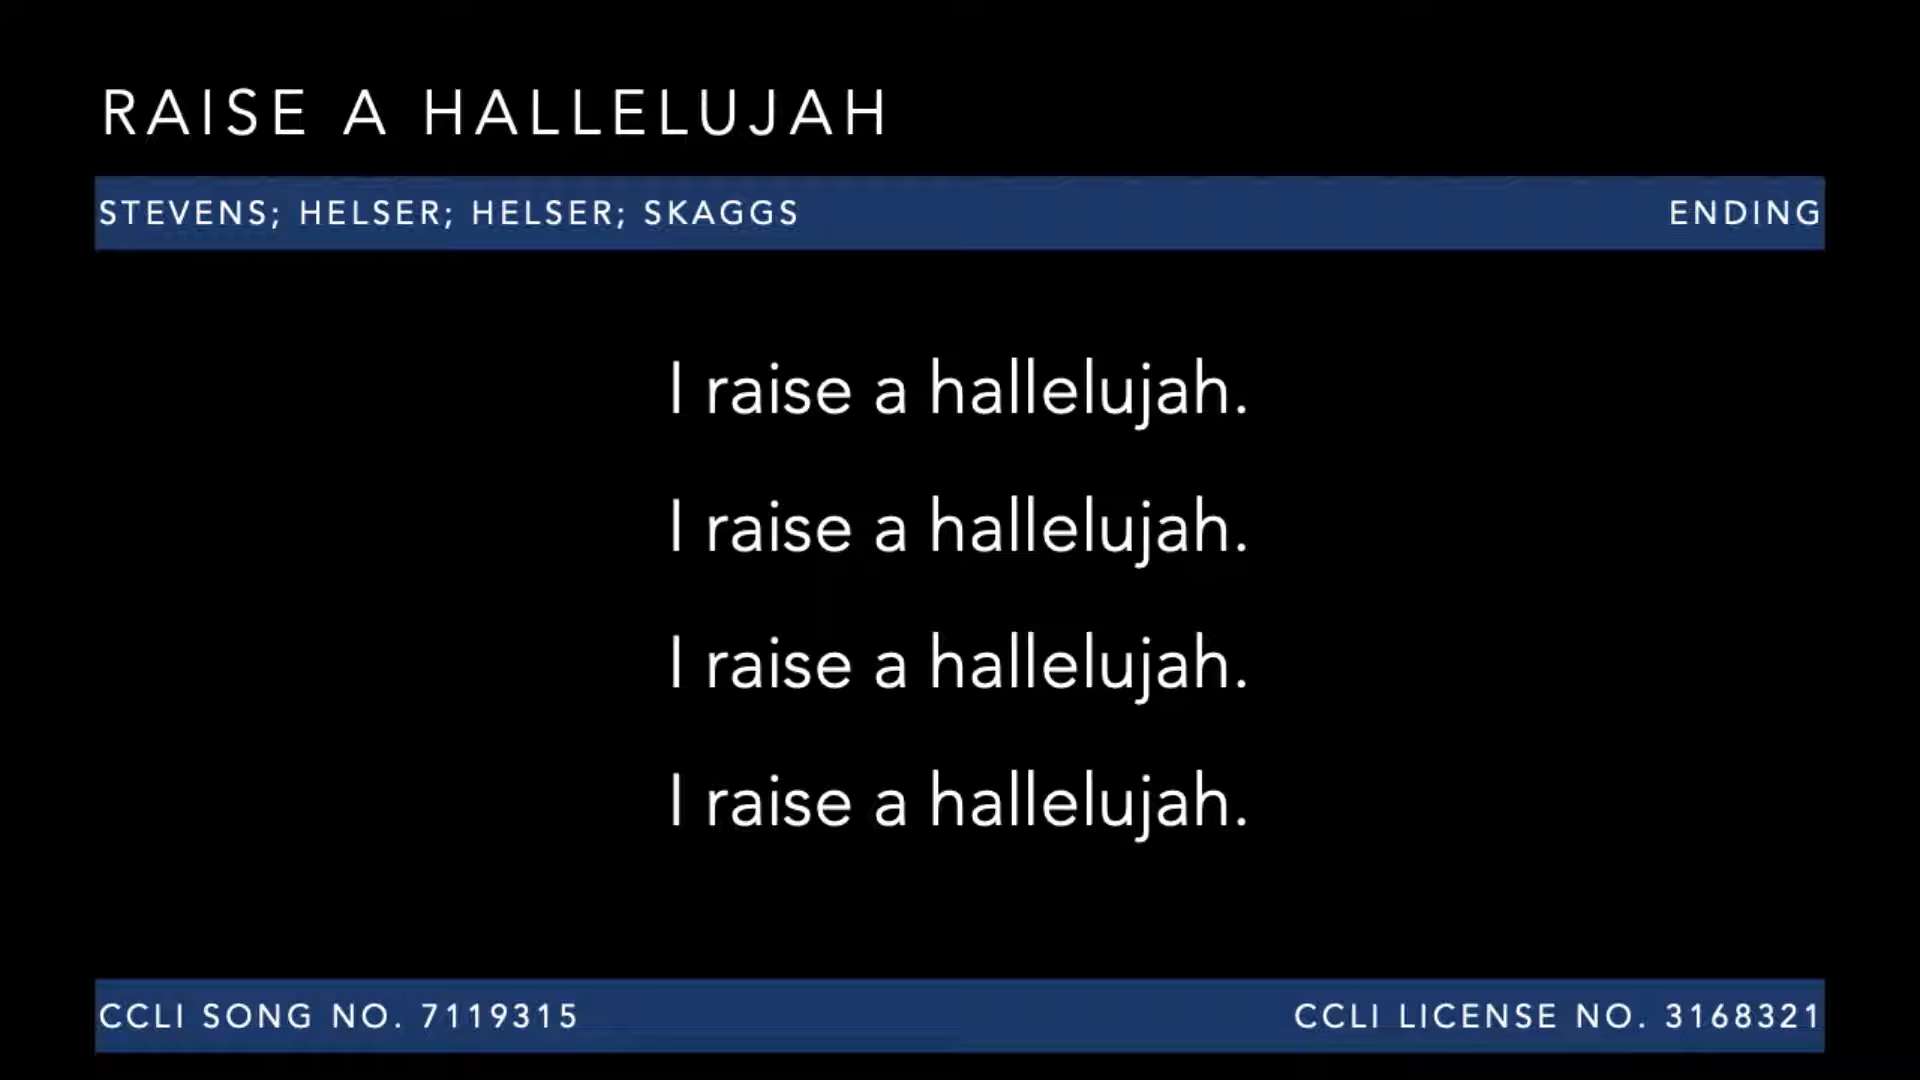 RAISE A HALLELUJAH
STEVENS; HELSER; HELSER; SKAGGS ENDING
I raise a hallelujah.
I raise a hallelujah.
I raise a hallelujah.
I raise a hallelujah.
CCLI SONG NO. 7119315 CCLI LICENSE NO. 3168321